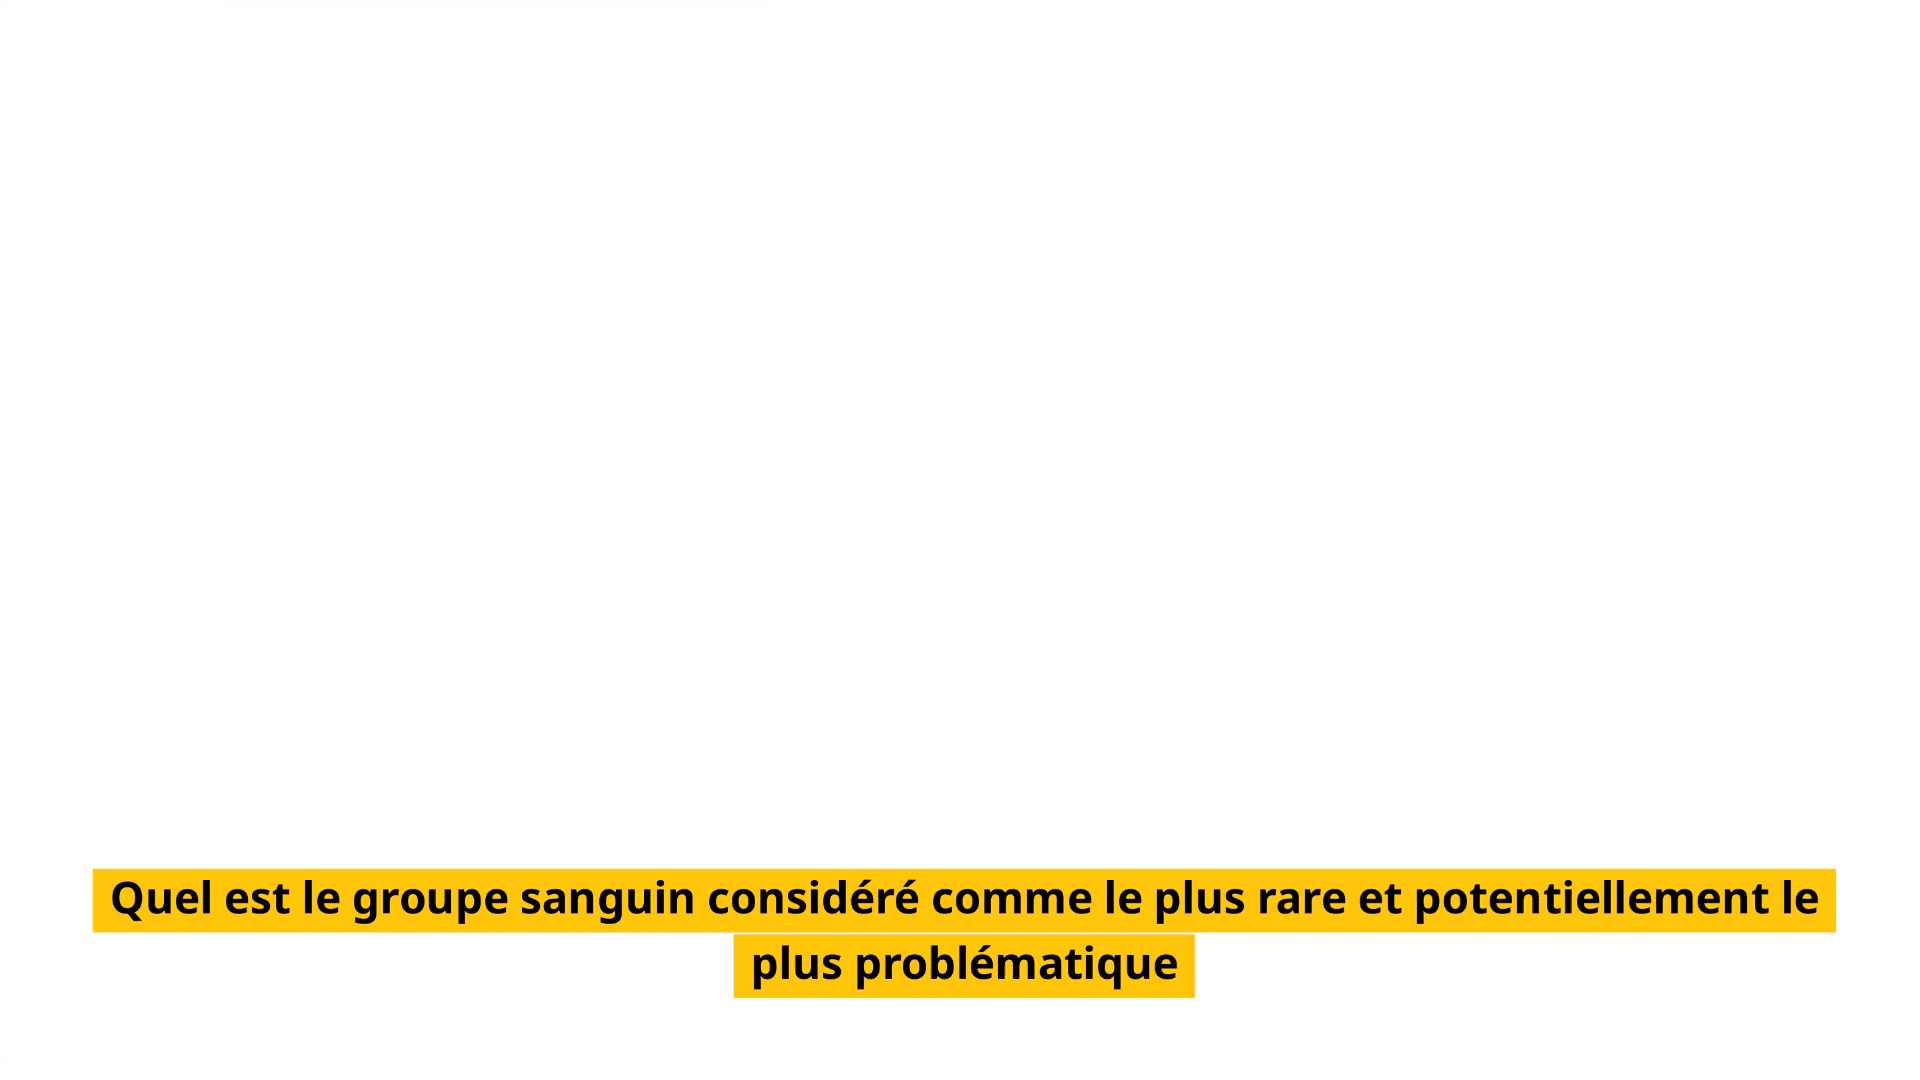 Quel est le groupe sanguin considéré comme le plus rare et potentiellement le
plus problématique